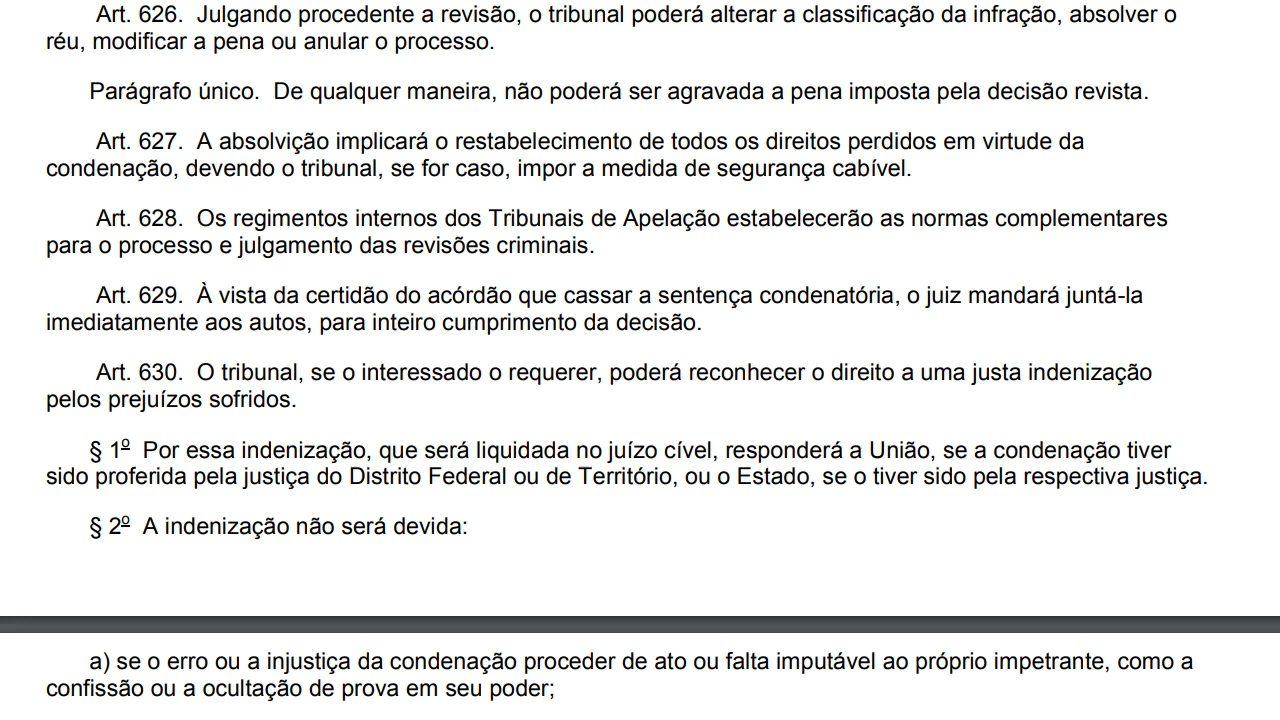 Art. 626.  Julgando procedente a revisão, o tribunal poderá alterar a classificação da infração, absolver o
réu, modificar a pena ou anular o processo.
Parágrafo único.  De qualquer maneira, não poderá ser agravada a pena imposta pela decisão revista.
Art. 627.  A absolvição implicará o restabelecimento de todos os direitos perdidos em virtude da
condenação, devendo o tribunal, se for caso, impor a medida de segurança cabível.
Art. 628.  Os regimentos internos dos Tribunais de Apelação estabelecerão as normas complementares
para o processo e julgamento das revisões criminais.
Art. 629.  À vista da certidão do acórdão que cassar a sentença condenatória, o juiz mandará juntá-la
imediatamente aos autos, para inteiro cumprimento da decisão.
Art. 630.  O tribunal, se o interessado o requerer, poderá reconhecer o direito a uma justa indenização
pelos prejuízos sofridos.
§ 1º  Por essa indenização, que será liquidada no juízo cível, responderá a União, se a condenação tiver
sido proferida pela justiça do Distrito Federal ou de Território, ou o Estado, se o tiver sido pela respectiva justiça.
§ 2º  A indenização não será devida:
a) se o erro ou a injustiça da condenação proceder de ato ou falta imputável ao próprio impetrante, como a
confissão ou a ocultação de prova em seu poder;